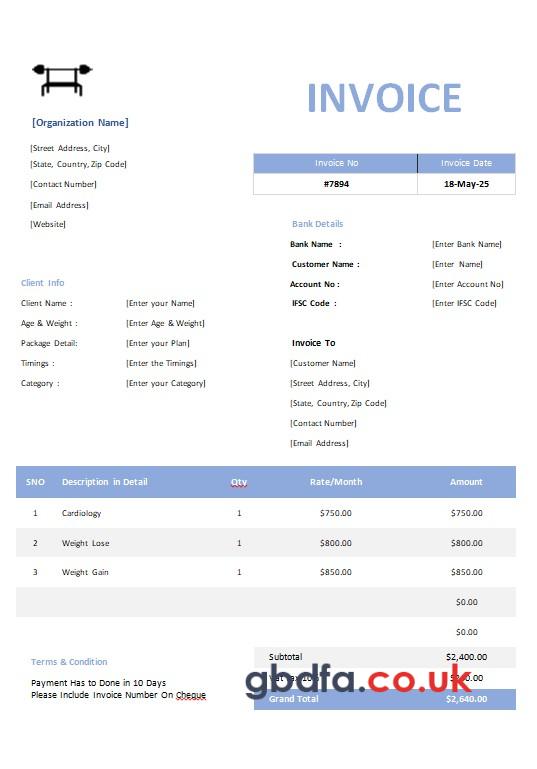 INVOICE
[Organization Name]
[Street Address, City]
[State, Country, Zip Code]
[Contact Number]
[Email Address]
[Website]
Invoice No Invoice Date
#7894 18-May-25
Bank Details
Bank Name : [Enter Bank Name]
Customer Name : [Enter Name]
Account No : [Enter Account No]
IFSC Code : [Enter IFSC Code]
Client Info
Client Name : [Enter your Name]
Age & Weight : [Enter Age & Weight]
Package Detail: [Enter your Plan]
Timings : [Enter the Timings]
Category : [Enter your Category]
Invoice To
[Customer Name]
[Street Address, City]
[State, Country, Zip Code]
[Contact Number]
[Email Address]
SNO Description in Detail Qty Rate/Month Amount
1 Cardiology 1 $750.00 $750.00
2 Weight Lose 1 $800.00 $800.00
3 Weight Gain 1 $850.00 $850.00
$0.00
$0.00
Subtotal $2,400.00
Grand Total $2,640.00
Terms & Condition
Payment Has to Done in 10 Days
Please Include Invoice Number On Cheque
gbdfa.co.uk